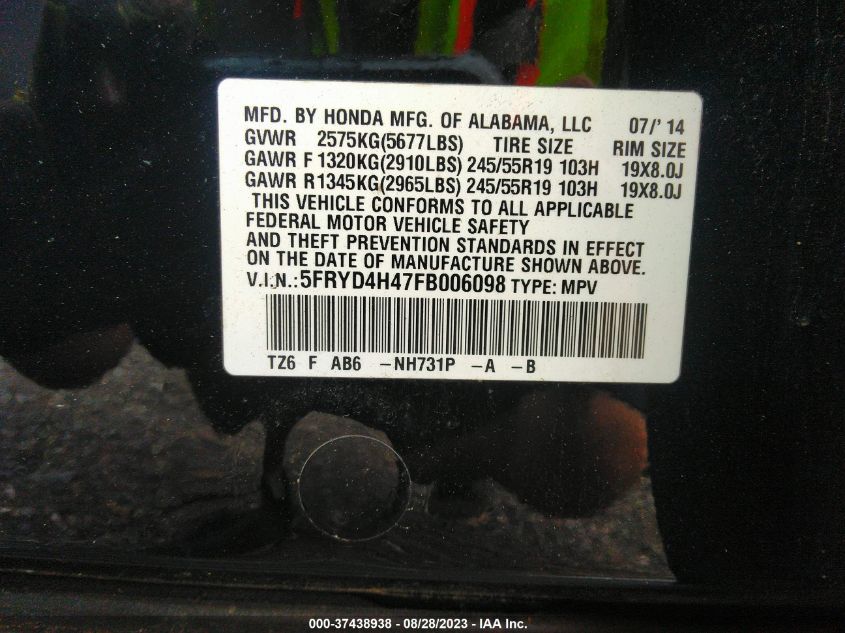 MFD. BY HONDA MFG. OF ALABAMA, LLC 07/' 14
GVWR 2575KG(5677LBS) TIRE SIZE RIM SIZE
GAWR F 1320KG(2910LBS) 245/55R19 103H 19X8.0J
GAWR R1345KG(2965LBS) 245/55R19 103H 19X8.0J
THIS VEHICLE CONFORMS TO ALL APPLICABLE
FEDERAL MOTOR VEHICLE SAFETY
AND THEFT PREVENTION STANDARDS IN EFFECT
ON THE DATE OF MANUFACTURE SHOWN ABOVE.
V.I.N.:5FRYD4H47FB006098 TYPE: MPV
TZ6 F AB6 -NH731P -A -B
000-37438938 - 08/28/2023 - IAA Inc.